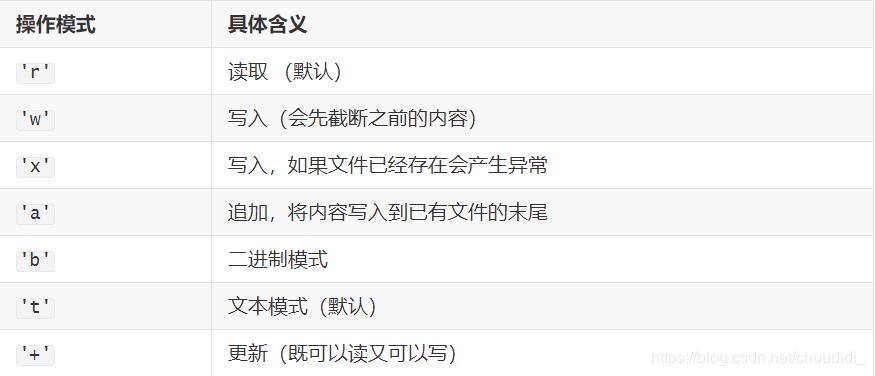 操作模式 具体含义
'r' 读取 （默认）
'w' 写入（会先截断之前的内容）
'x' 写入，如果文件已经存在会产生异常
'a' 追加，将内容写入到已有文件的末尾
'b' 二进制模式
't' 文本模式（默认）
'+' 更新（既可以读又可以写）
https://blog.csdn.net/choudidi_